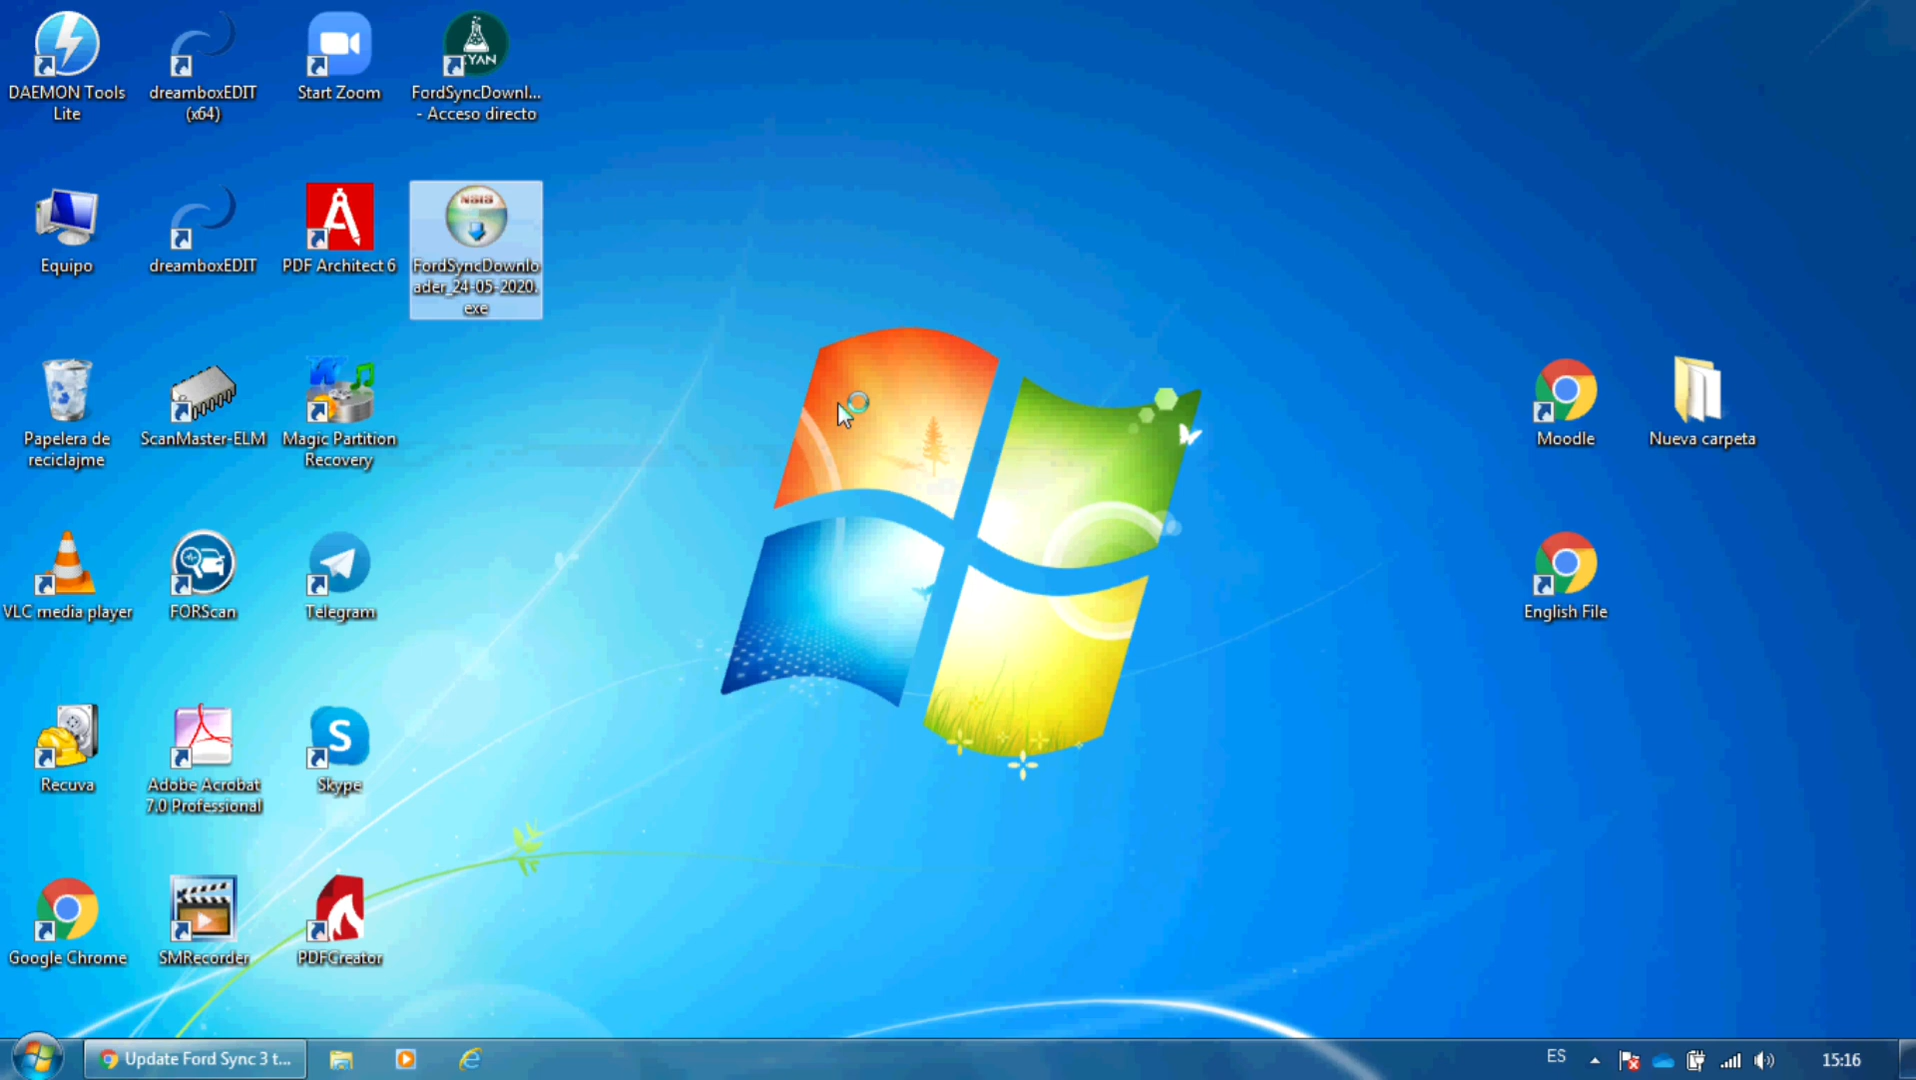 DAEMON Tools
Lite
dreamboxEDIT
(x64)
Start Zoom
CYAN
FordSyncDownl...
- Acceso directo
Equipo
dreamboxEDIT
PDF Architect 6
NSIS
FordSyncDownlo
ader_24-05-2020.
exe
Papelera de
reciclajme
ScanMaster-ELM
Magic Partition
Recovery
Moodle
Nueva carpeta
VLC media player
FORScan
Telegram
English File
Recuva
Adobe Acrobat
7.0 Professional
S
Skype
Google Chrome
SMRecorder
PDFCreator
Update Ford Sync 3 t...
ES
15:16